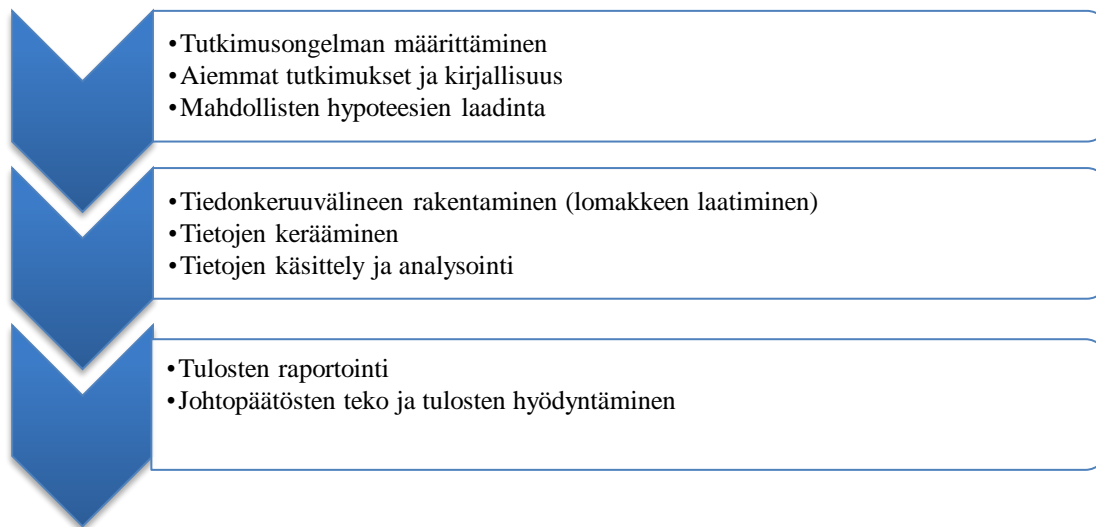 •Tutkimusongelman määrittäminen
•Aiemmat tutkimukset ja kirjallisuus
•Mahdollisten hypoteesien laadinta
•Tiedonkeruuvälineen rakentaminen (lomakkeen laatiminen)
•Tietojen kerääminen
•Tietojen käsittely ja analysointi
•Tulosten raportointi
•Johtopäätösten teko ja tulosten hyödyntäminen